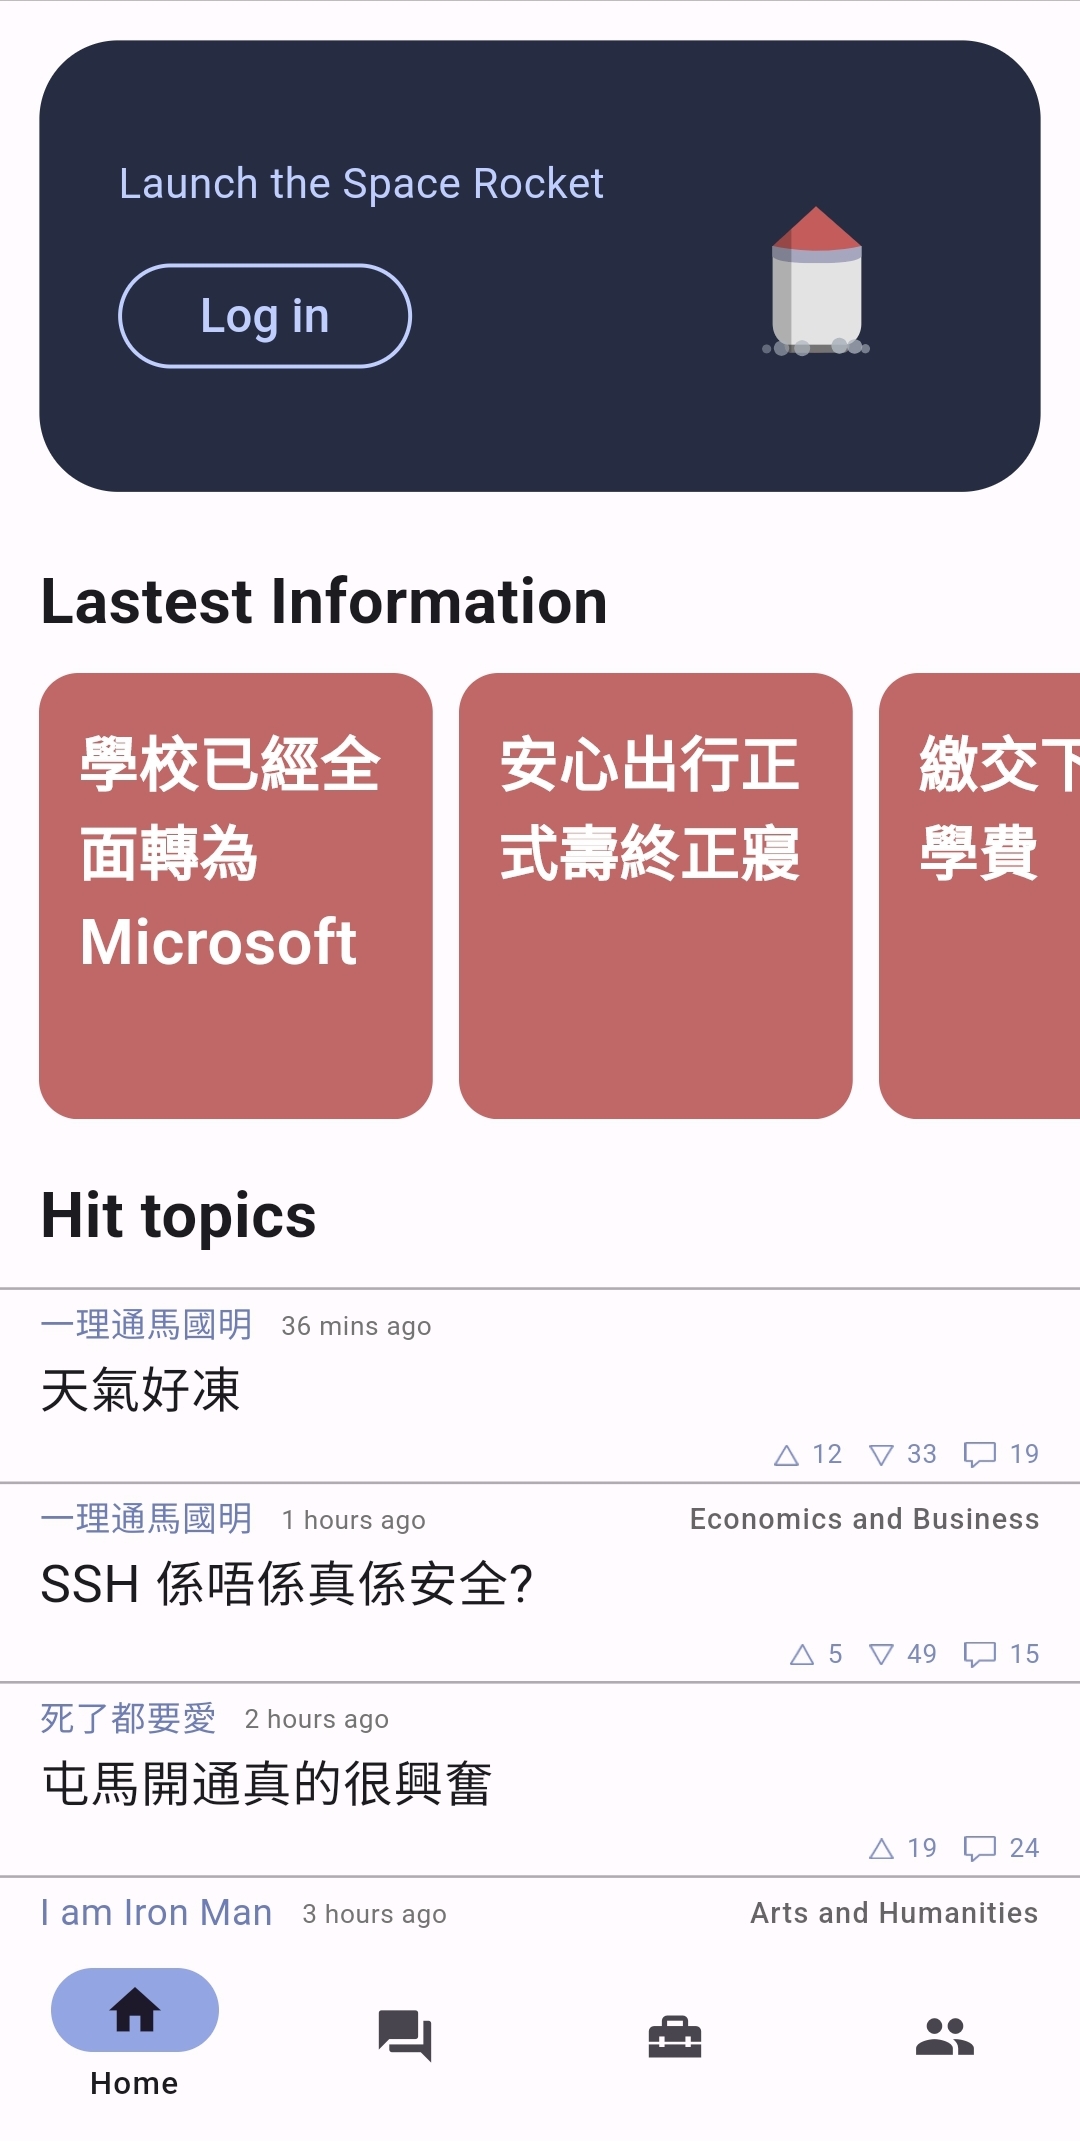 Launch the Space Rocket
Log in
Lastest Information
學校已經全
面轉為
Microsoft
安心出行正
式壽終正寢
繳交下
學費
Hit topics
一理通馬國明 36 mins ago
天氣好凍
12 33 19
一理通馬國明 1 hours ago Economics and Business
SSH 係唔係真係安全?
5 49 15
死了都要愛 2 hours ago
屯馬開通真的很興奮
19 24
I am Iron Man 3 hours ago Arts and Humanities
Home